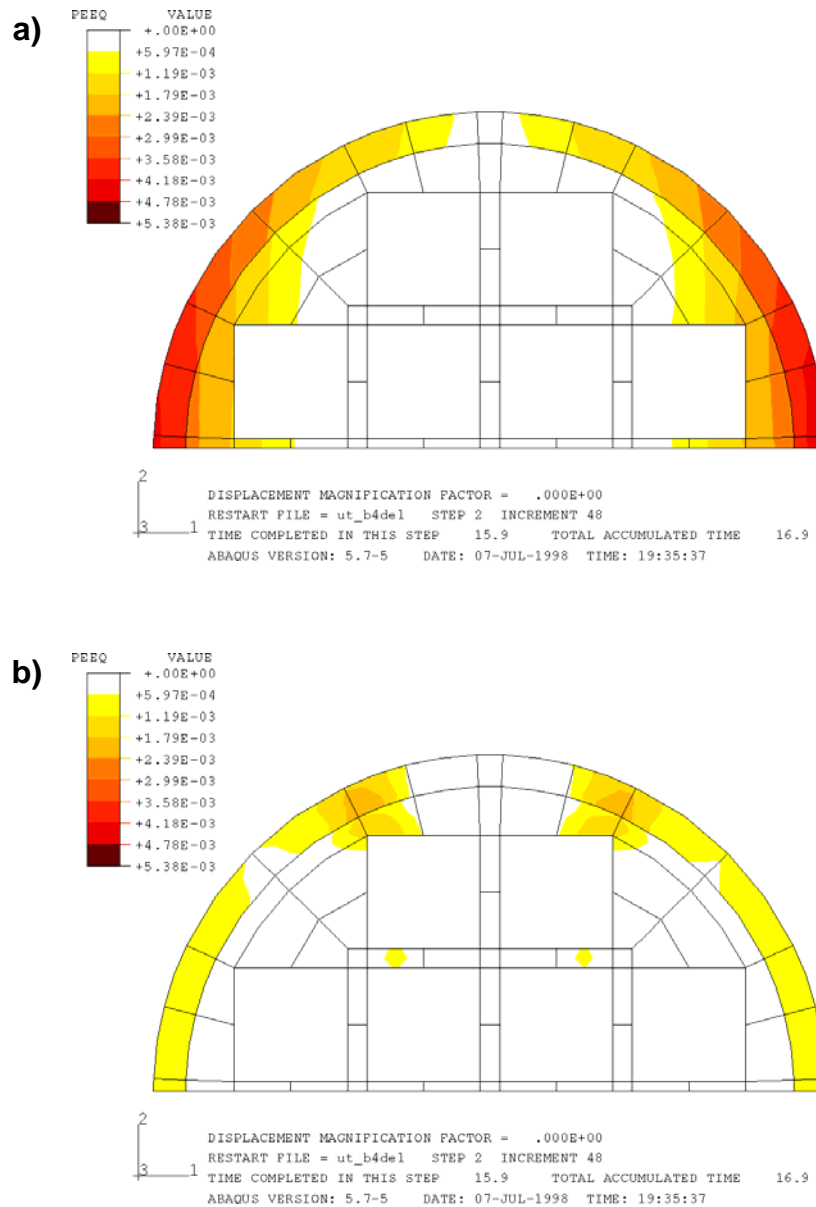 PEEQ VALUE
a)
+.00E+00
+5.97E-04
+1.19E-03
+1.79E-03
+2.39E-03
+2.99E-03
+3.58E-03
+4.18E-03
+4.78E-03
+5.38E-03
2
3 1
DISPLACEMENT MAGNIFICATION FACTOR = .000E+00
RESTART FILE = ut_b4del STEP 2 INCREMENT 48
TIME COMPLETED IN THIS STEP 15.9 TOTAL ACCUMULATED TIME 16.9
ABAQUS VERSION: 5.7-5 DATE: 07-JUL-1998 TIME: 19:35:37
PEEQ VALUE
b)
+.00E+00
+5.97E-04
+1.19E-03
+1.79E-03
+2.39E-03
+2.99E-03
+3.58E-03
+4.18E-03
+4.78E-03
+5.38E-03
2
3 1
DISPLACEMENT MAGNIFICATION FACTOR = .000E+00
RESTART FILE = ut_b4del STEP 2 INCREMENT 48
TIME COMPLETED IN THIS STEP 15.9 TOTAL ACCUMULATED TIME 16.9
ABAQUS VERSION: 5.7-5 DATE: 07-JUL-1998 TIME: 19:35:37